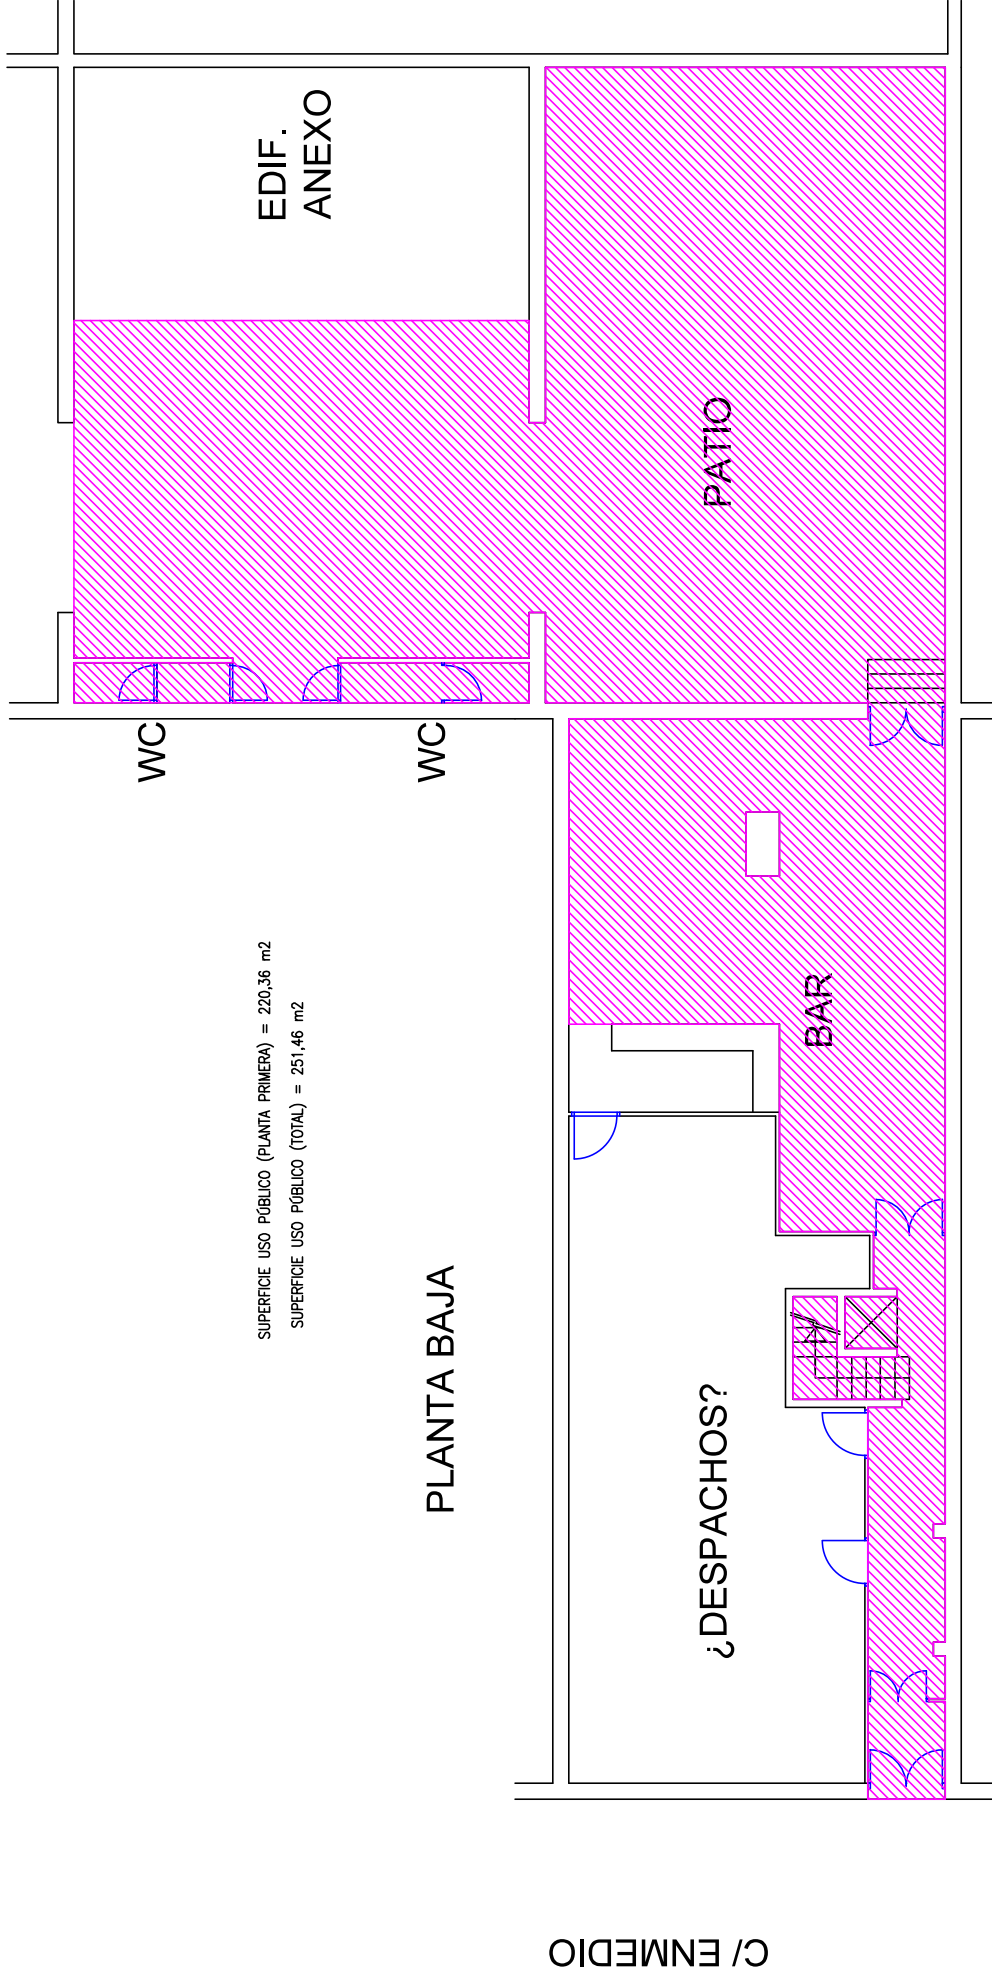 EDIF.
ANEXO
PATIO
WC
WC
SUPERFICIE USO PÚBLICO (PLANTA PRIMERA) = 220,36 m2
SUPERFICIE USO PÚBLICO (TOTAL) = 251,46 m2
BAR
PLANTA BAJA
¿DESPACHOS?
C/ ENMEDIO